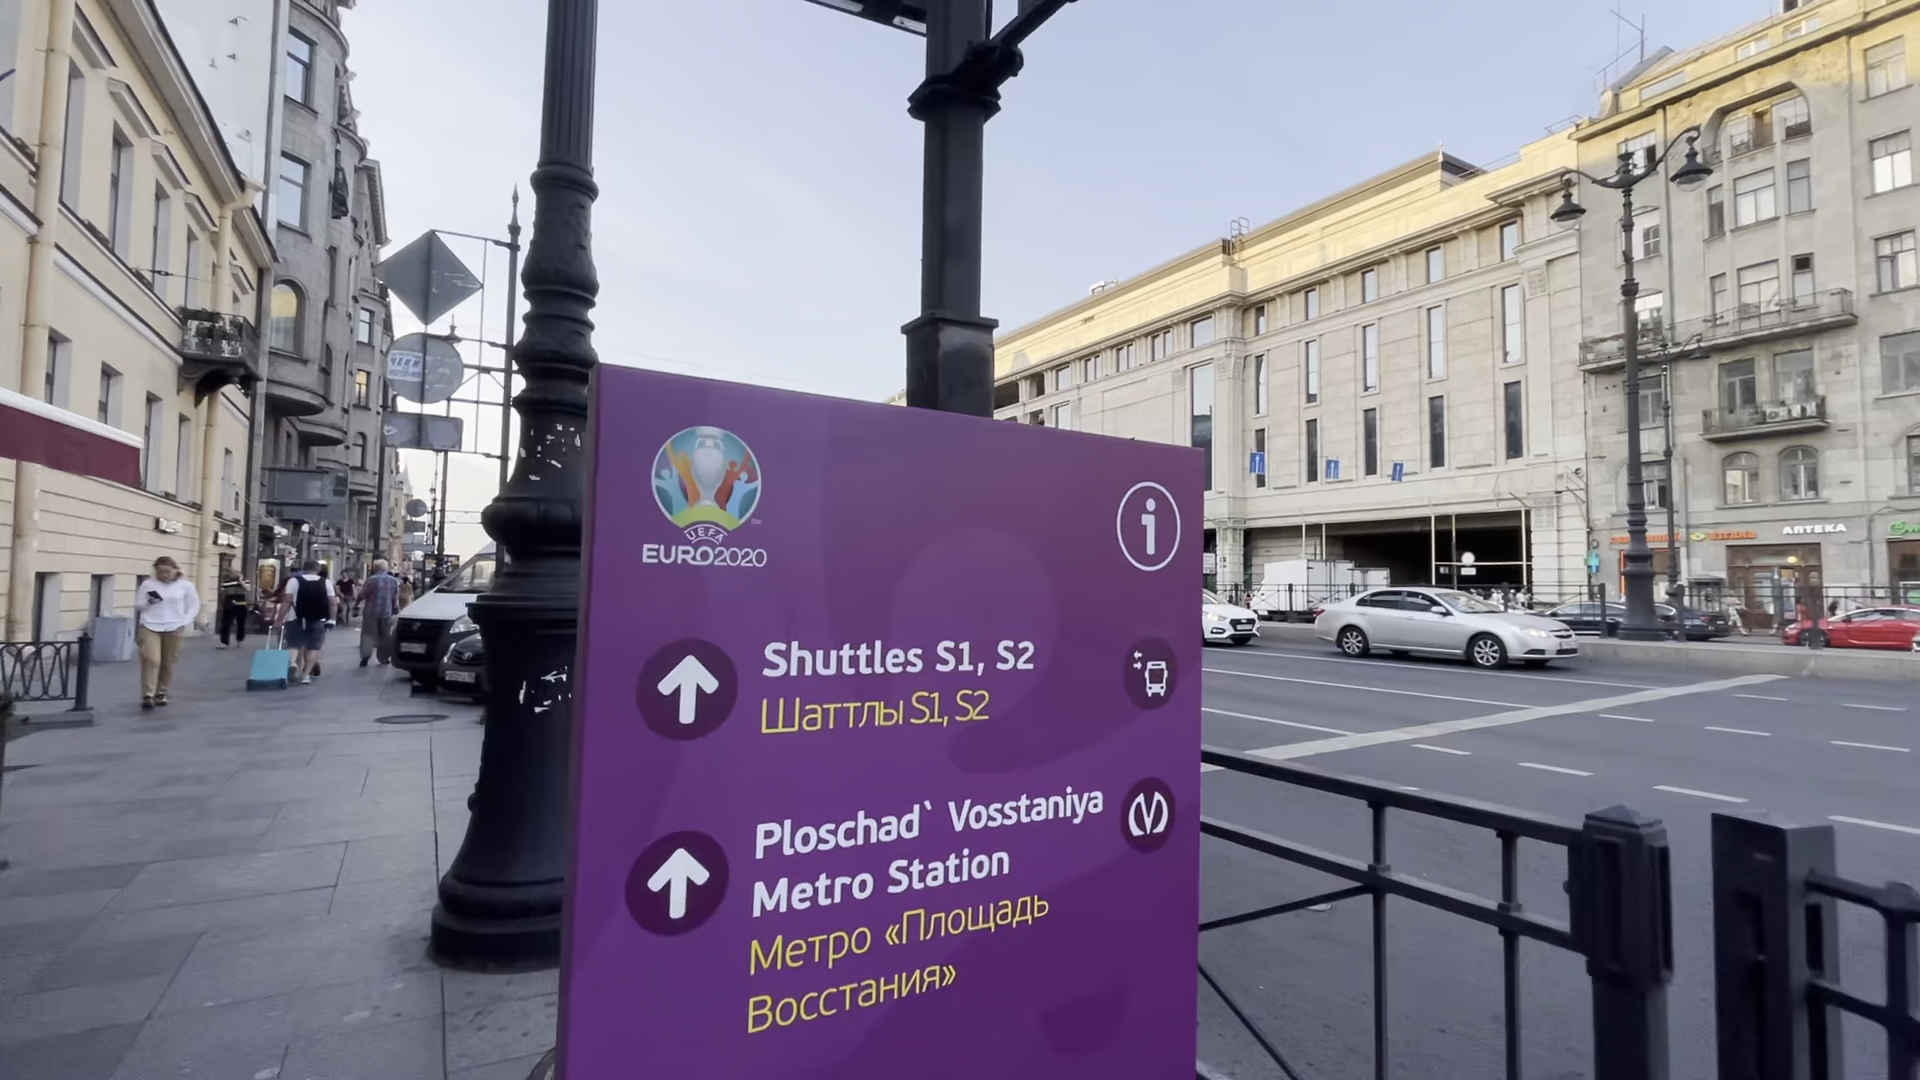 UEFA
EURO2020
Shuttles S1, S2
Шаттлы S1, S2
Ploschad` Vosstaniya
Metro Station
Метро «Площадь
Восстания»
АПТЕКА